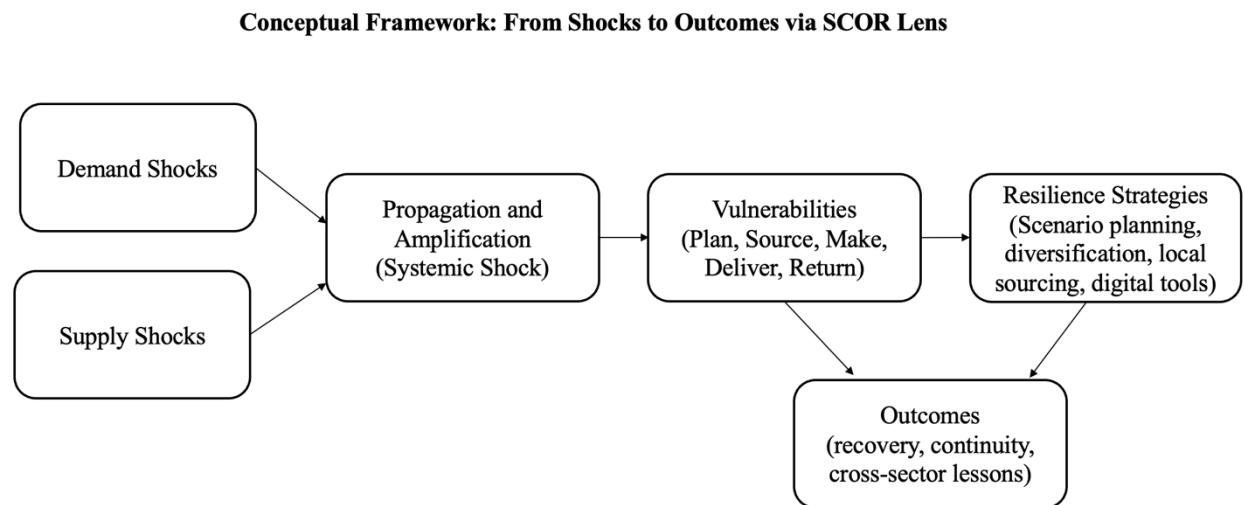 Conceptual Framework: From Shocks to Outcomes via SCOR Lens
Demand Shocks
Supply Shocks
Propagation and
Amplification
(Systemic Shock)
Vulnerabilities
(Plan, Source, Make,
Deliver, Return)
Resilience Strategies
(Scenario planning,
diversification, local
sourcing, digital tools)
Outcomes
(recovery, continuity,
cross-sector lessons)